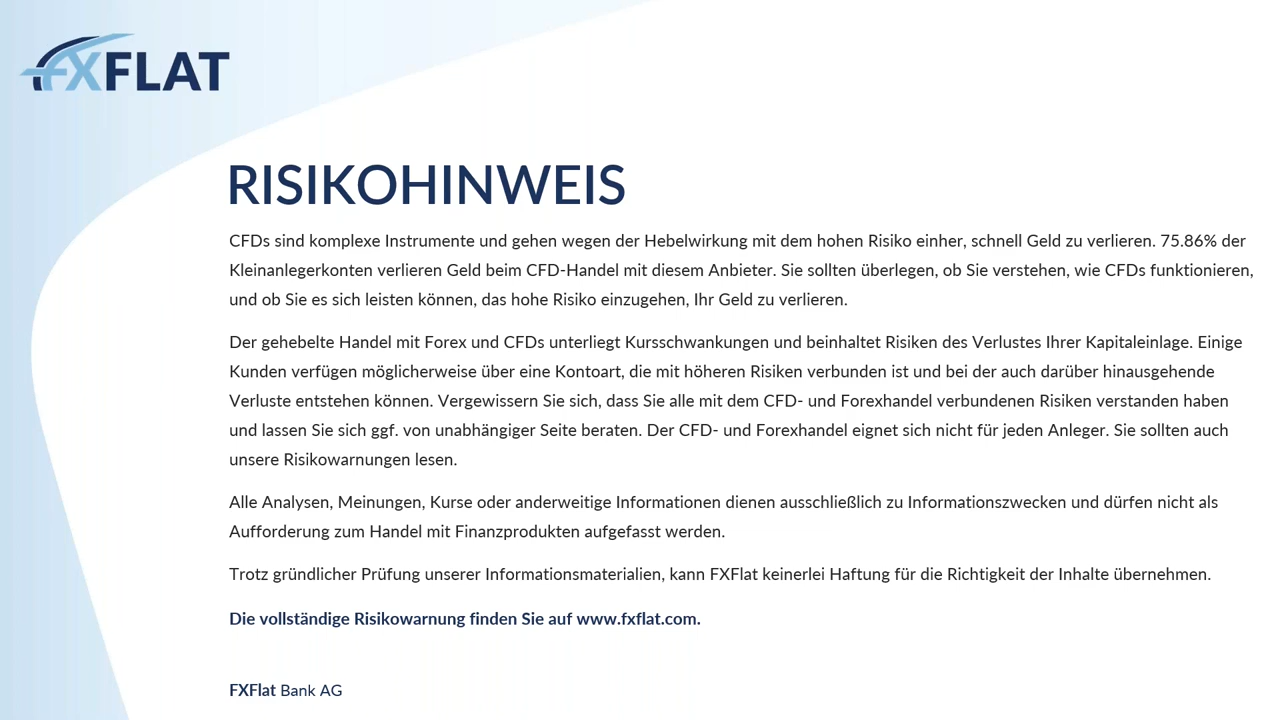 FXFLAT
RISIKOHINWEIS
CFDs sind komplexe Instrumente und gehen wegen der Hebelwirkung mit dem hohen Risiko einher, schnell Geld zu verlieren. 75.86% der
Kleinanlegerkonten verlieren Geld beim CFD-Handel mit diesem Anbieter. Sie sollten überlegen, ob Sie verstehen, wie CFDs funktionieren,
und ob Sie es sich leisten können, das hohe Risiko einzugehen, Ihr Geld zu verlieren.
Der gehebelte Handel mit Forex und CFDs unterliegt Kursschwankungen und beinhaltet Risiken des Verlustes Ihrer Kapitaleinlage. Einige
Kunden verfügen möglicherweise über eine Kontoart, die mit höheren Risiken verbunden ist und bei der auch darüber hinausgehende
Verluste entstehen können. Vergewissern Sie sich, dass Sie alle mit dem CFD- und Forexhandel verbundenen Risiken verstanden haben
und lassen Sie sich ggf. von unabhängiger Seite beraten. Der CFD- und Forexhandel eignet sich nicht für jeden Anleger. Sie sollten auch
unsere Risikowarnungen lesen.
Alle Analysen, Meinungen, Kurse oder anderweitige Informationen dienen ausschließlich zu Informationszwecken und dürfen nicht als
Aufforderung zum Handel mit Finanzprodukten aufgefasst werden.
Trotz gründlicher Prüfung unserer Informationsmaterialien, kann FXFlat keinerlei Haftung für die Richtigkeit der Inhalte übernehmen.
Die vollständige Risikowarnung finden Sie auf www.fxflat.com.
FXFlat Bank AG